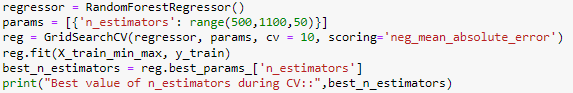 regressor = RandomForestRegressor()
params = [{'n_estimators': range(500,1100,50)}]
reg = GridSearchCV(regressor, params, cv = 10, scoring='neg_mean_absolute_error')
reg.fit(X_train_min_max, y_train)
best_n_estimators = reg.best_params_['n_estimators']
print("Best value of n_estimators during CV::",best_n_estimators)